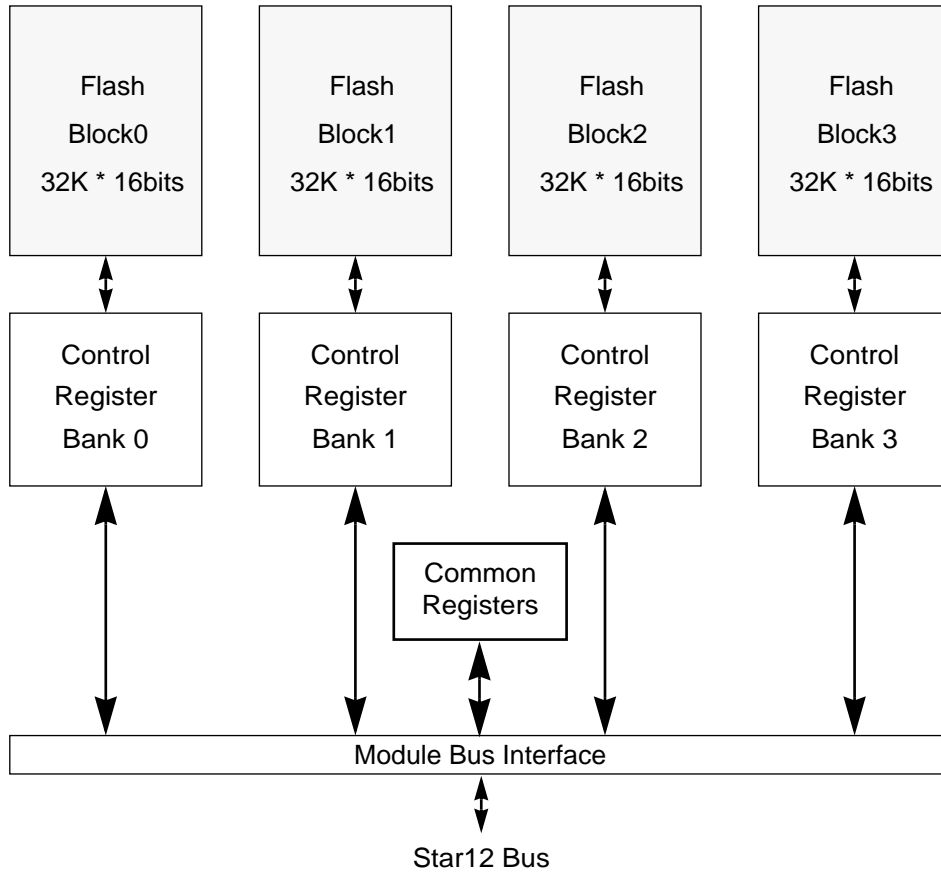 Flash
Block0
32K * 16bits
Flash
Block1
32K * 16bits
Flash
Block2
32K * 16bits
Flash
Block3
32K * 16bits
Control
Register
Bank 0
Control
Register
Bank 1
Control
Register
Bank 2
Control
Register
Bank 3
Common
Registers
Module Bus Interface
Star12 Bus